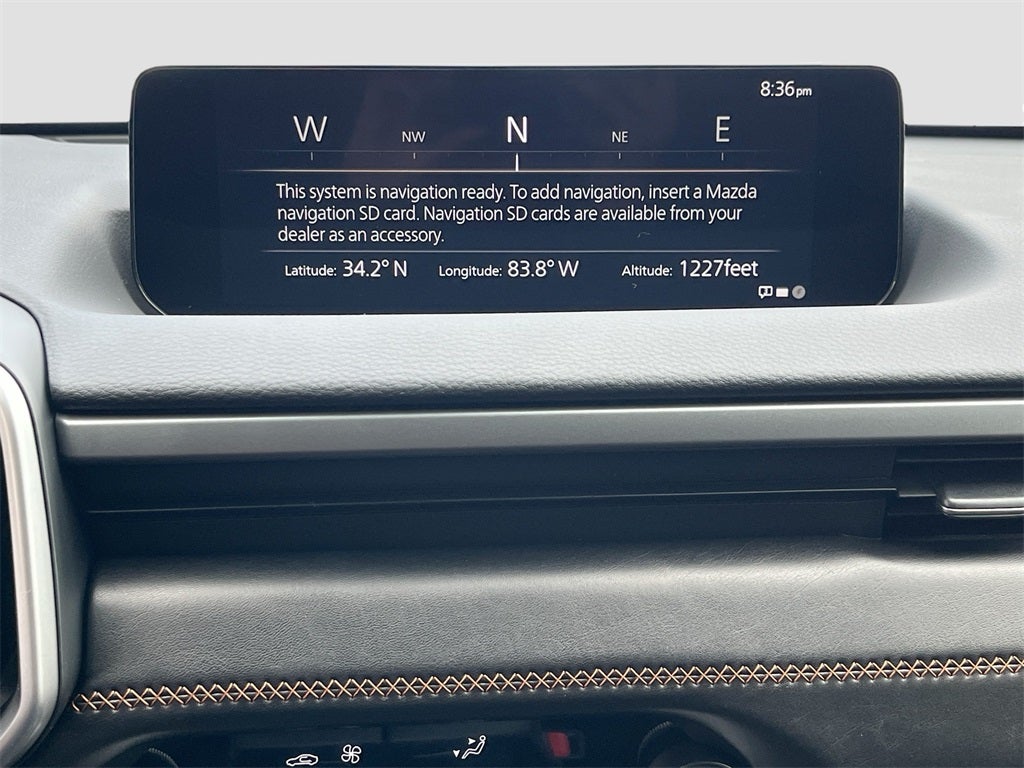 8:36pm
W NW N NE E
This system is navigation ready. To add navigation, insert a Mazda
navigation SD card. Navigation SD cards are available from your
dealer as an accessory.
Latitude: 34.2° N Longitude: 83.8° W Altitude: 1227feet